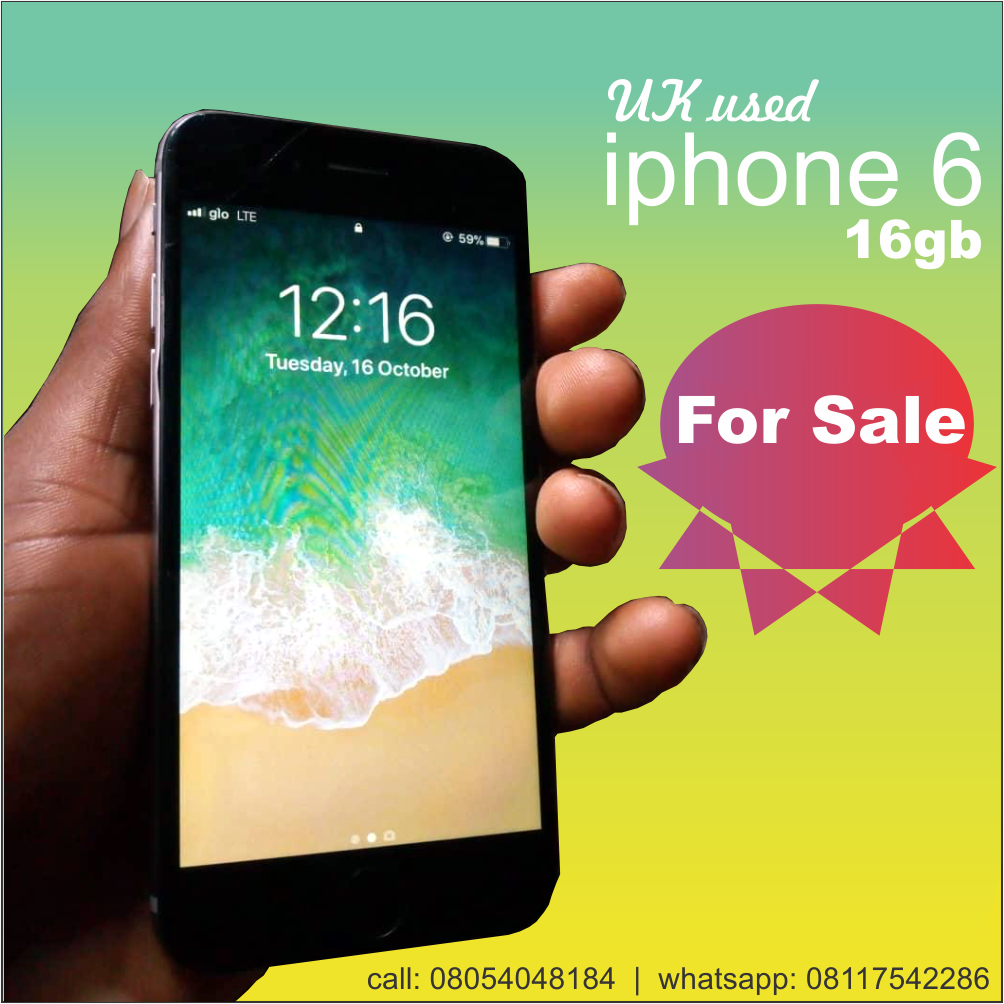 UK used
iphone 6
16gb
glo LTE
59%
12:16
Tuesday, 16 October
For Sale
call: 08054048184 | whatsapp: 08117542286